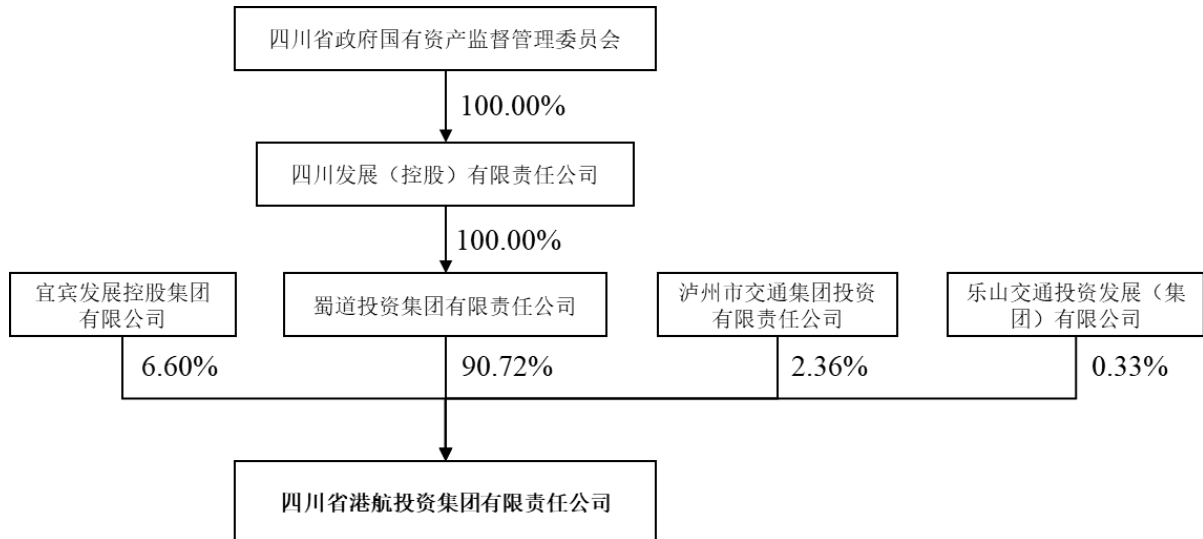 四川省政府国有资产监督管理委员会
100.00%
四川发展（控股）有限责任公司
100.00%
宜宾发展控股集团
有限公司
蜀道投资集团有限责任公司
泸州市交通集团投资
有限责任公司
乐山交通投资发展（集
团）有限公司
6.60%
90.72%
2.36%
0.33%
四川省港航投资集团有限责任公司